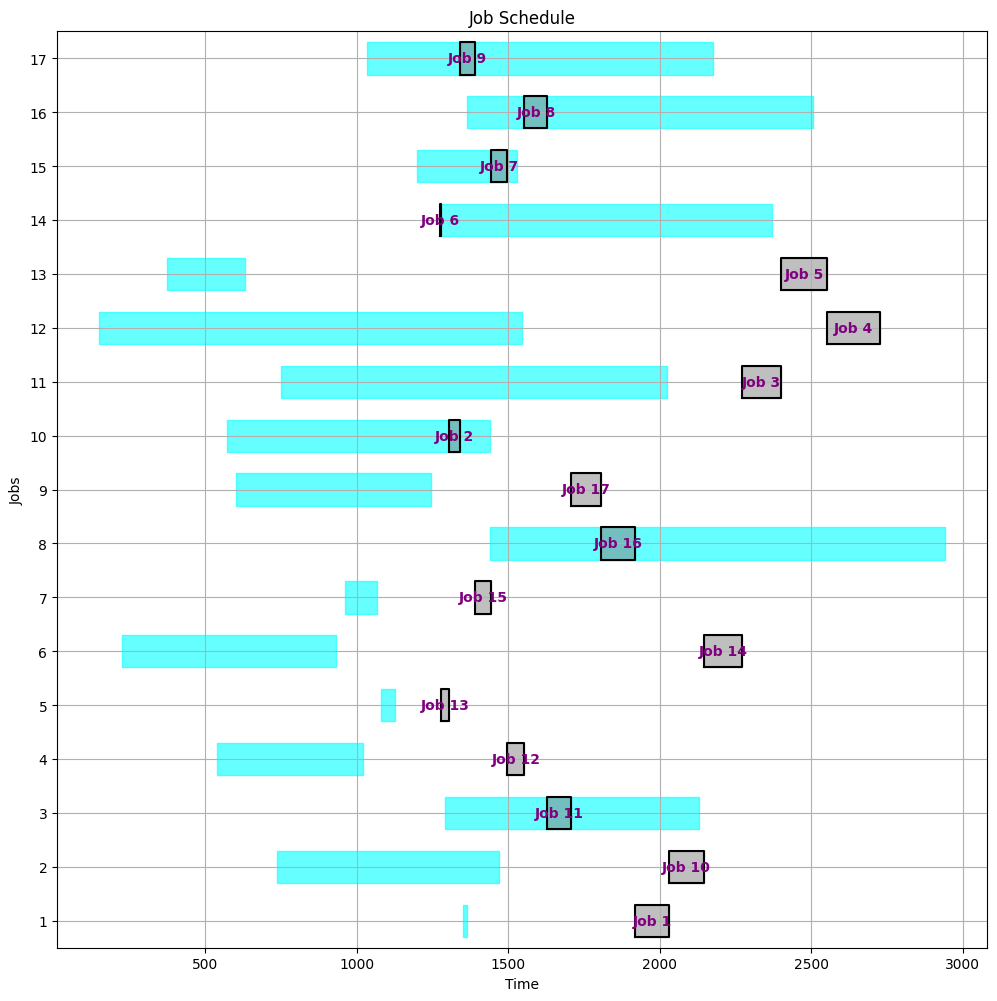 Job Schedule
17
Job 9
16
Job 8
15
Job 7
14
Job 6
13
Job 5
12
Job 4
11
Job 3
10
Job 2
9
Job 17
Jobs
8
Job 16
7
Job 15
6
Job 14
5
Job 13
4
Job 12
3
Job 11
2
Job 10
1
Job 1
500 1000 1500 2000 2500 3000
Time